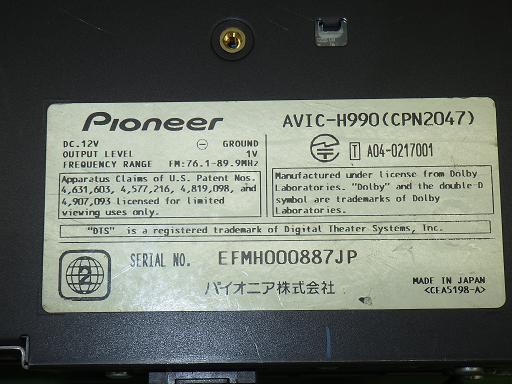 Pioneer
AVIC-H990(CPN2047)
DC.12V ⊖ GROUND
OUTPUT LEVEL 1V
FREQUENCY RANGE FM:76.1-89.9MHz
T A04-0217001
Apparatus Claims of U.S. Patent Nos.
4,631,603, 4,577,216, 4,819,098, and
4,907,093 licensed for limited
viewing uses only.
Manufactured under license from Dolby
Laboratories. "Dolby" and the double-D
symbol are trademarks of Dolby
Laboratories.
"DTS" is a registered trademark of Digital Theater Systems, Inc.
2
SERIAL NO. EFMH000887JP
パイオニア株式会社
MADE IN JAPAN
<CFA5198-A>